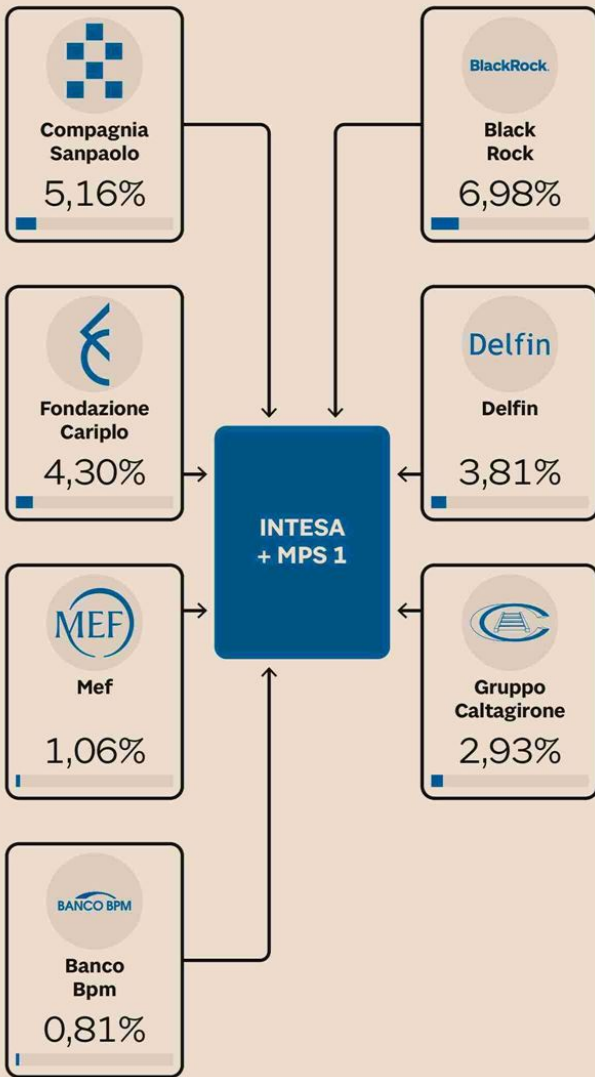 Compagnia
Sanpaolo
5,16%
BlackRock.
Black
Rock
6,98%
Fondazione
Cariplo
4,30%
Delfin
Delfin
3,81%
INTESA
+ MPS 1
MEF
Mef
1,06%
Gruppo
Caltagirone
2,93%
BANCO BPM
Banco
Bpm
0,81%